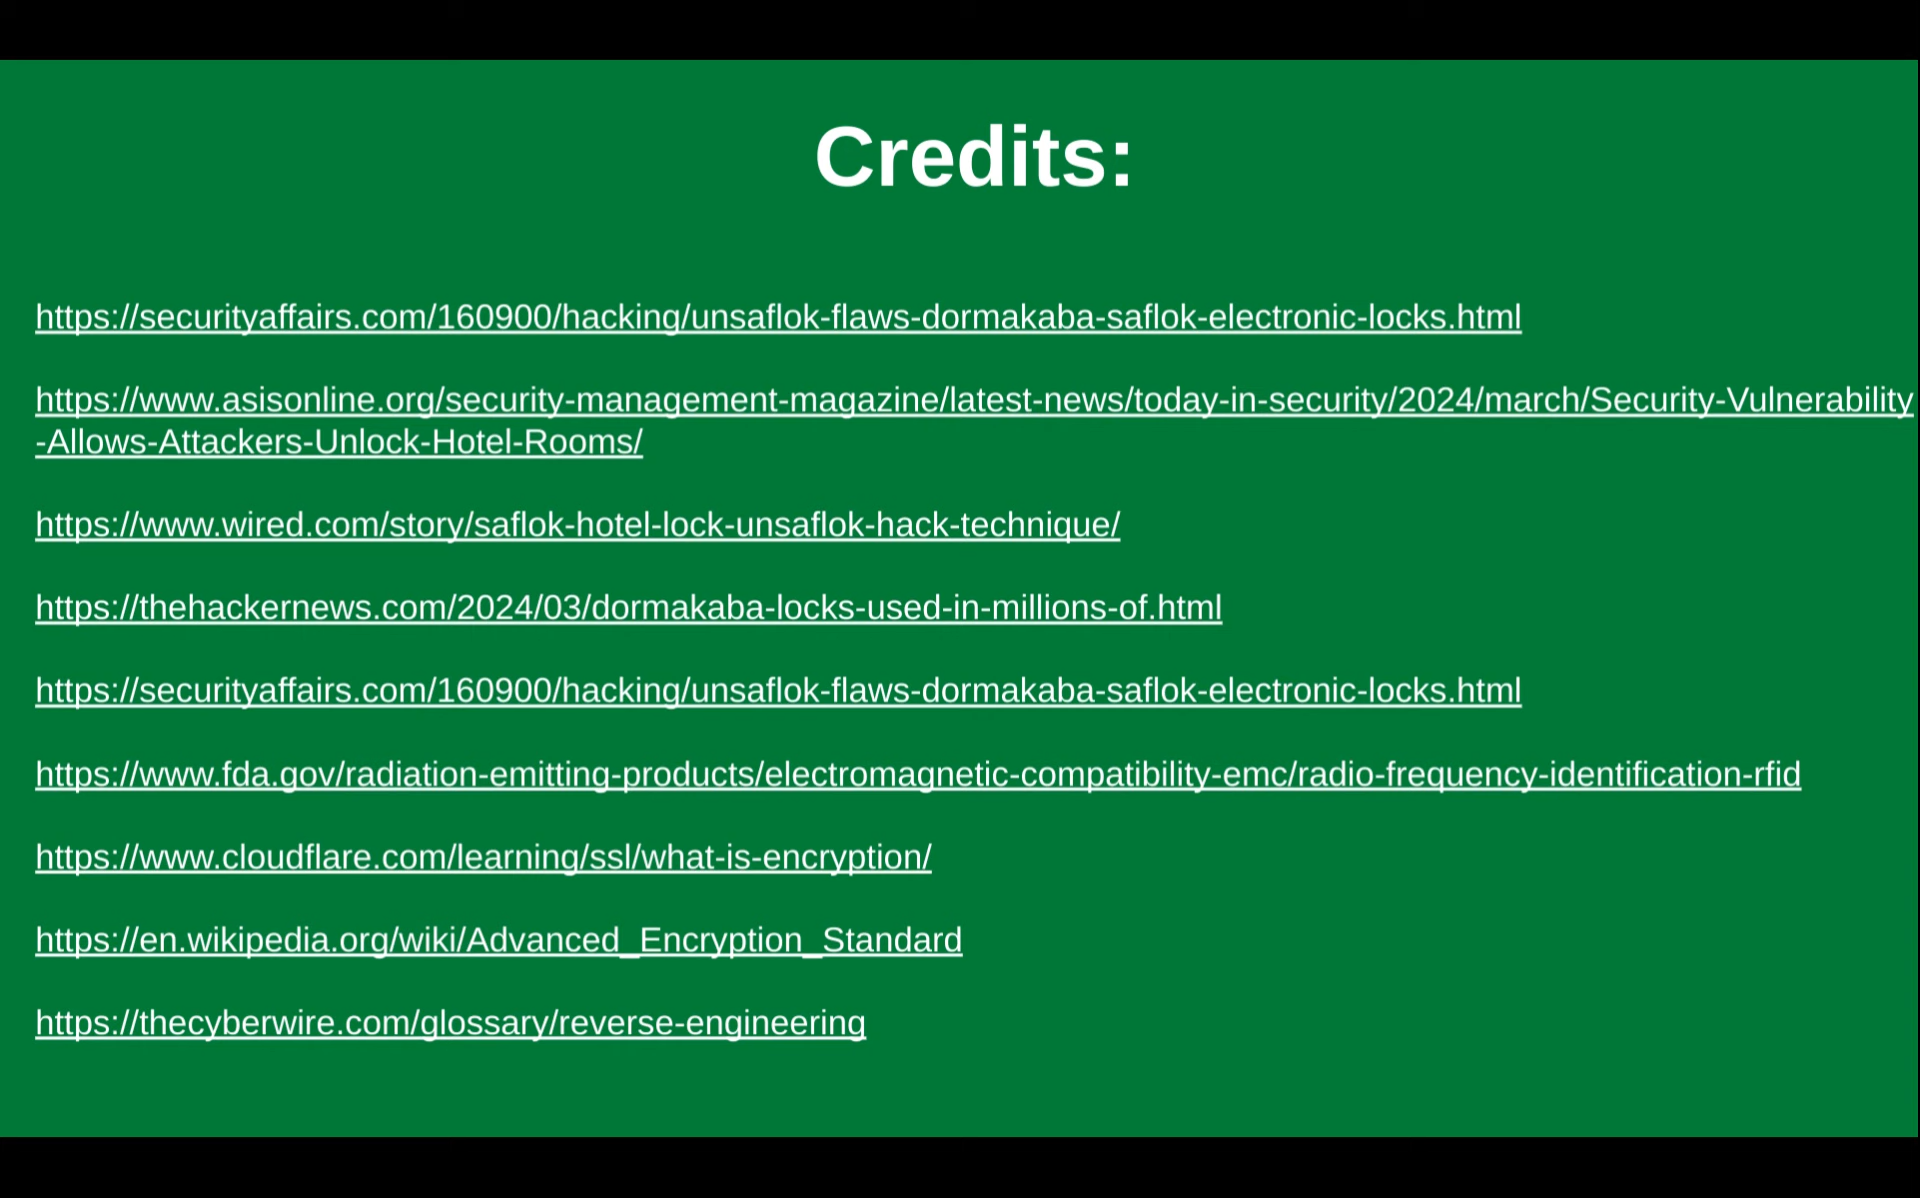 Credits:
https://securityaffairs.com/160900/hacking/unsaflok-flaws-dormakaba-saflok-electronic-locks.html
https://www.asisonline.org/security-management-magazine/latest-news/today-in-security/2024/march/Security-Vulnerability
-Allows-Attackers-Unlock-Hotel-Rooms/
https://www.wired.com/story/saflok-hotel-lock-unsaflok-hack-technique/
https://thehackernews.com/2024/03/dormakaba-locks-used-in-millions-of.html
https://securityaffairs.com/160900/hacking/unsaflok-flaws-dormakaba-saflok-electronic-locks.html
https://www.fda.gov/radiation-emitting-products/electromagnetic-compatibility-emc/radio-frequency-identification-rfid
https://www.cloudflare.com/learning/ssl/what-is-encryption/
https://en.wikipedia.org/wiki/Advanced_Encryption_Standard
https://thecyberwire.com/glossary/reverse-engineering